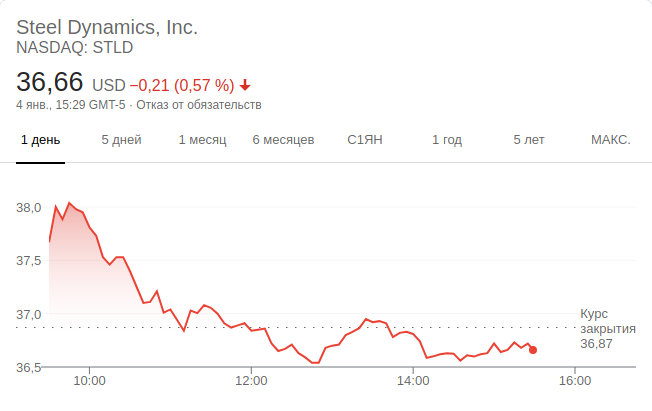 Steel Dynamics, Inc.
NASDAQ: STLD
36,66 USD −0,21 (0,57 %)
4 янв., 15:29 GMT-5 · Отказ от обязательств
1 день 5 дней 1 месяц 6 месяцев С1ЯН 1 год 5 лет МАКС.
38,0
37,5
37,0
36,5
Курс
закрытия
36,87
10:00 12:00 14:00 16:00